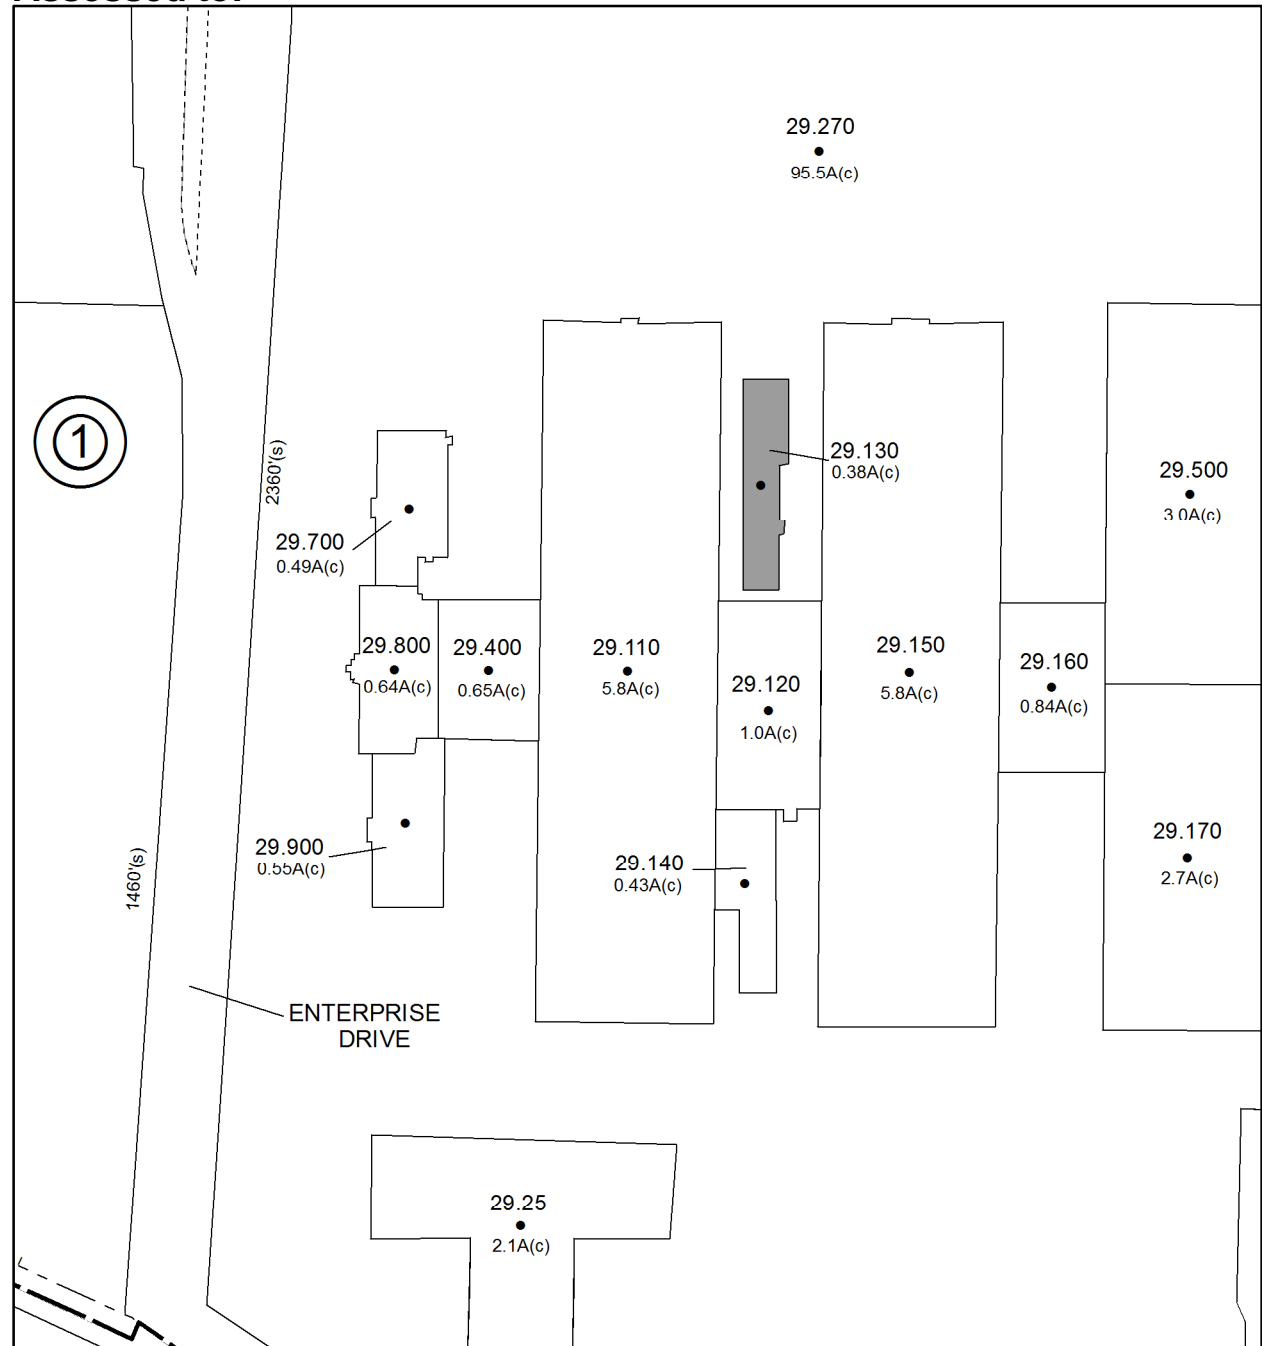 Assessed to:
29.270
95.5A(c)
1
2360'(s)
29.130
0.38A(c)
29.500
3.0A(c)
29.700
0.49A(c)
29.800
0.64A(c)
29.400
0.65A(c)
29.110
5.8A(c)
29.120
1.0A(c)
29.150
5.8A(c)
29.160
0.84A(c)
1460'(s)
29.900
0.55A(c)
29.140
0.43A(c)
29.170
2.7A(c)
ENTERPRISE
DRIVE
29.25
2.1A(c)